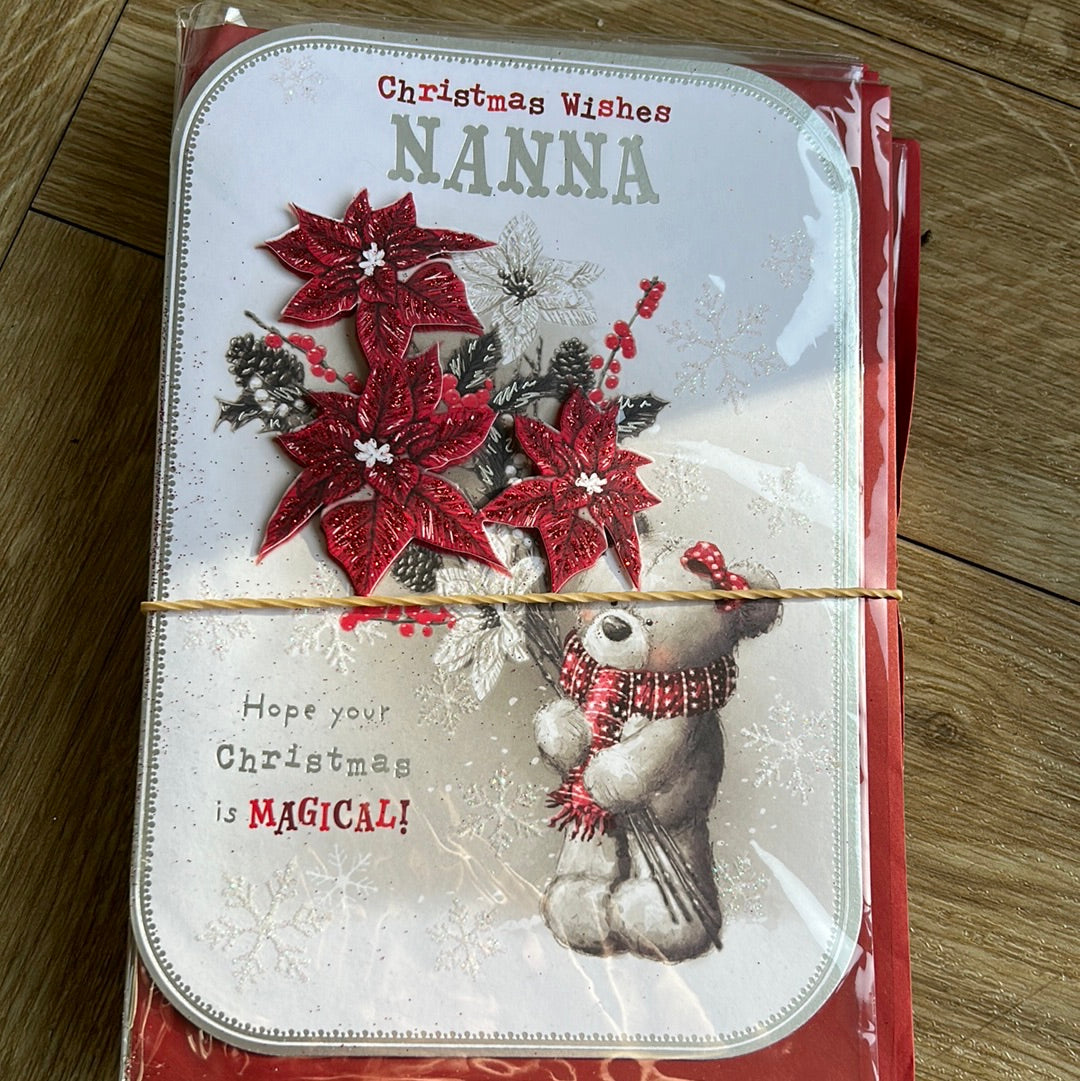 Christmas Wishes
NANNA
Hope your
Christmas
is MAGICAL!